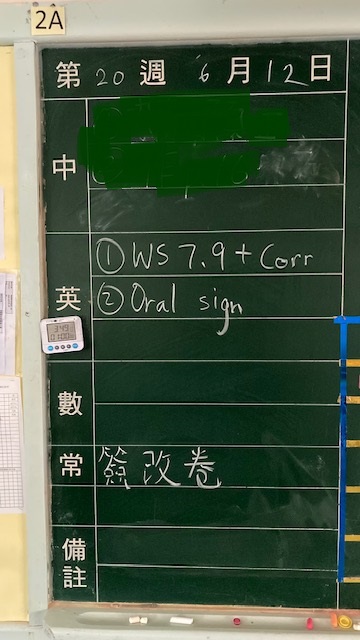 2A
第 20 週 6 月 12 日
中
英
① WS 7.9 + Corr
② Oral sign
數
常 簽改卷
備註